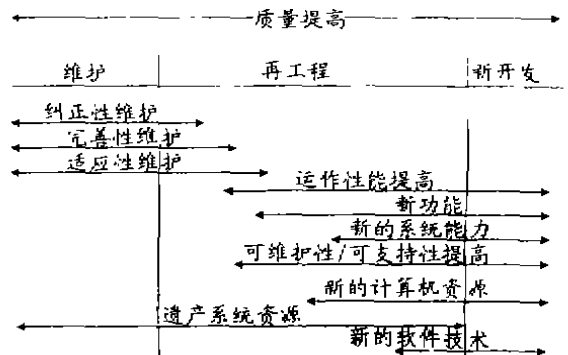 质量提高
维护 再工程 新开发
纠正性维护
完善性维护
适应性维护
运作性能提高
新功能
新的系统能力
可维护性/可支持性提高
新的计算机资源
遗产系统资源
新的软件技术